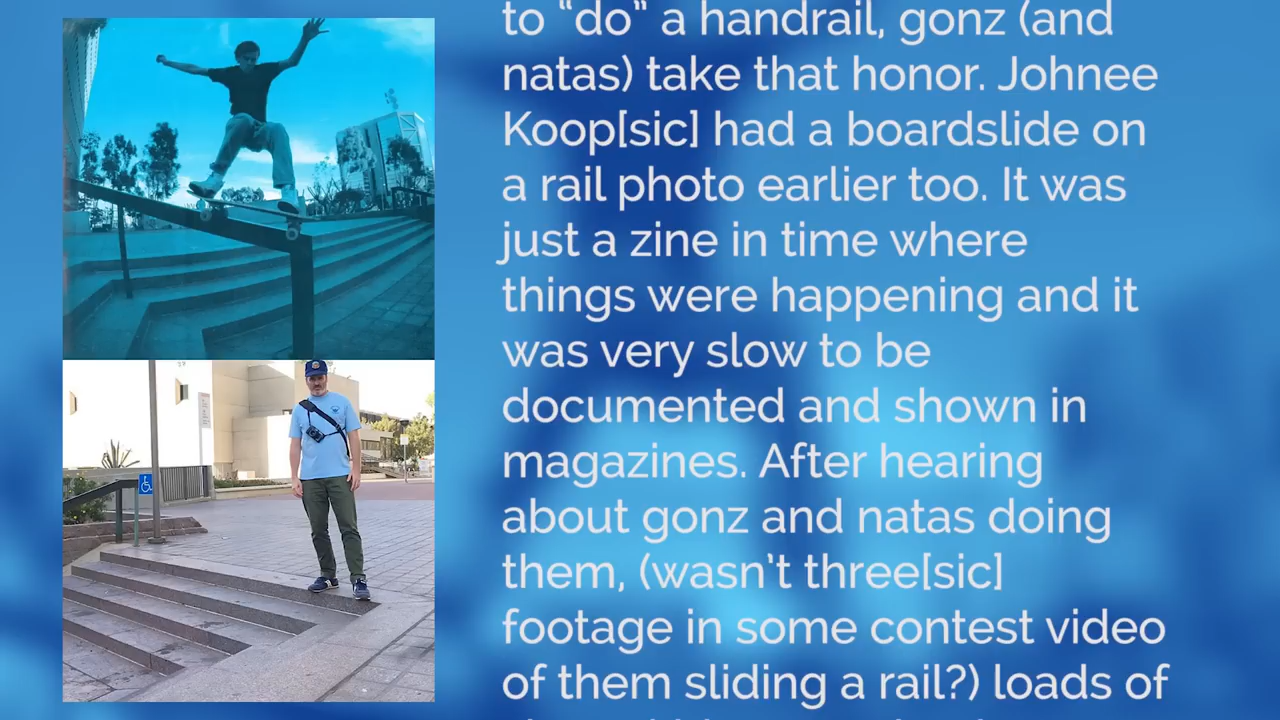 to “do” a handrail, gonz (and
natas) take that honor. Johnee
Koop[sic] had a boardslide on
a rail photo earlier too. It was
just a zine in time where
things were happening and it
was very slow to be
documented and shown in
magazines. After hearing
about gonz and natas doing
them, (wasn’t three[sic]
footage in some contest video
of them sliding a rail?) loads of